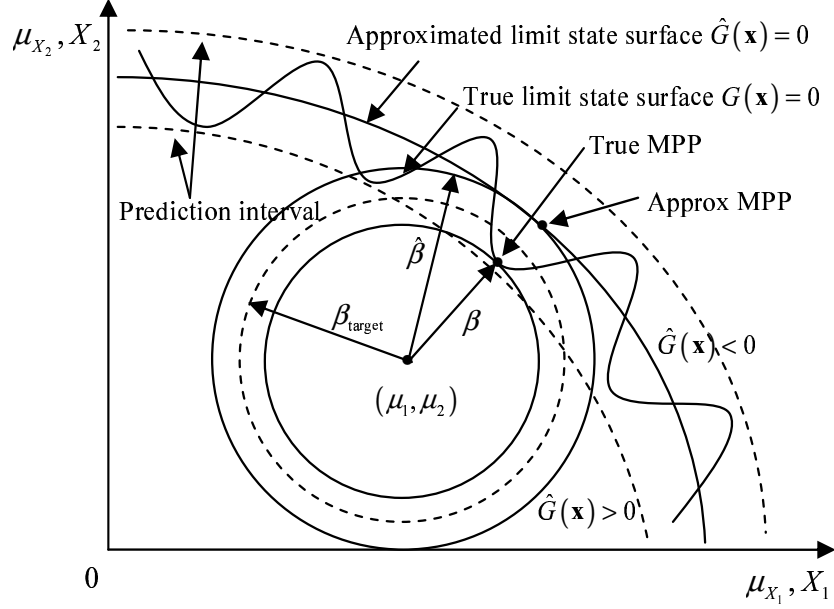 μ_{X_2}, X_2
Approximated limit state surface Ĝ(𝐱) = 0
True limit state surface G(𝐱) = 0
True MPP
Approx MPP
Prediction interval
β̂
β_target
β
(μ_1, μ_2)
Ĝ(𝐱) < 0
Ĝ(𝐱) > 0
0
μ_{X_1}, X_1